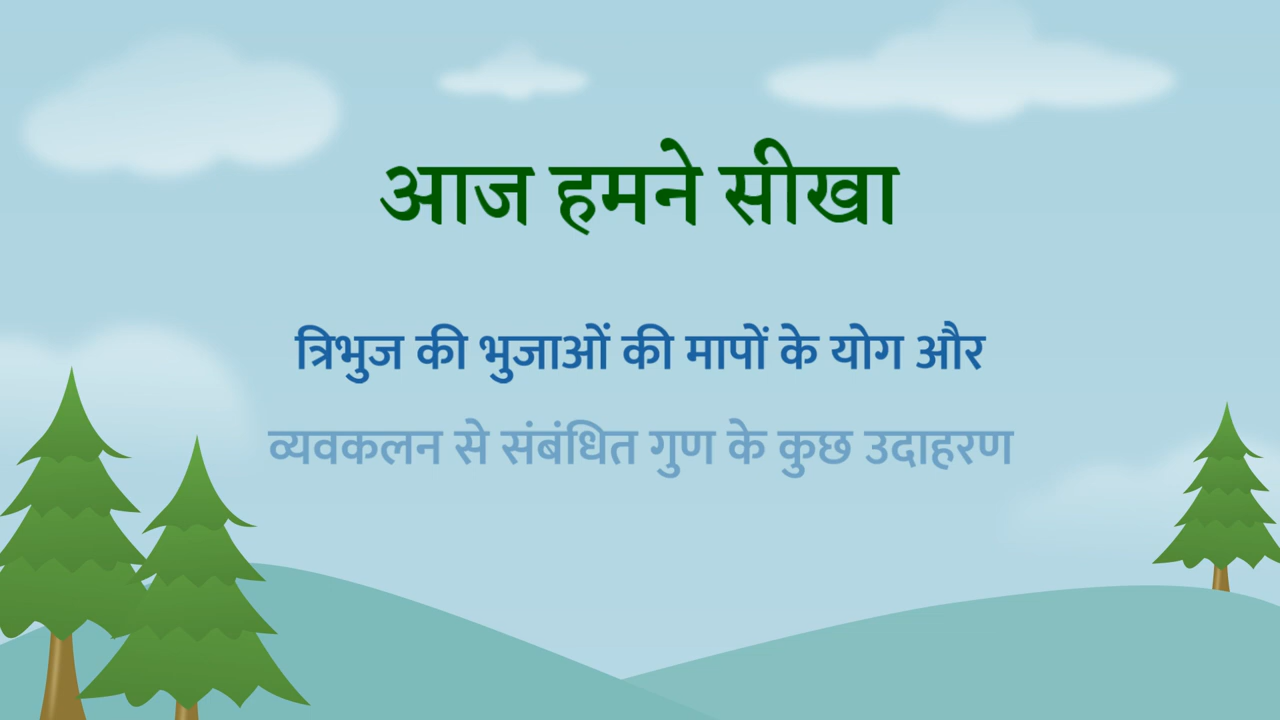 आज हमने सीखा
त्रिभुज की भुजाओं की मापों के योग और
व्यवकलन से संबंधित गुण के कुछ उदाहरण